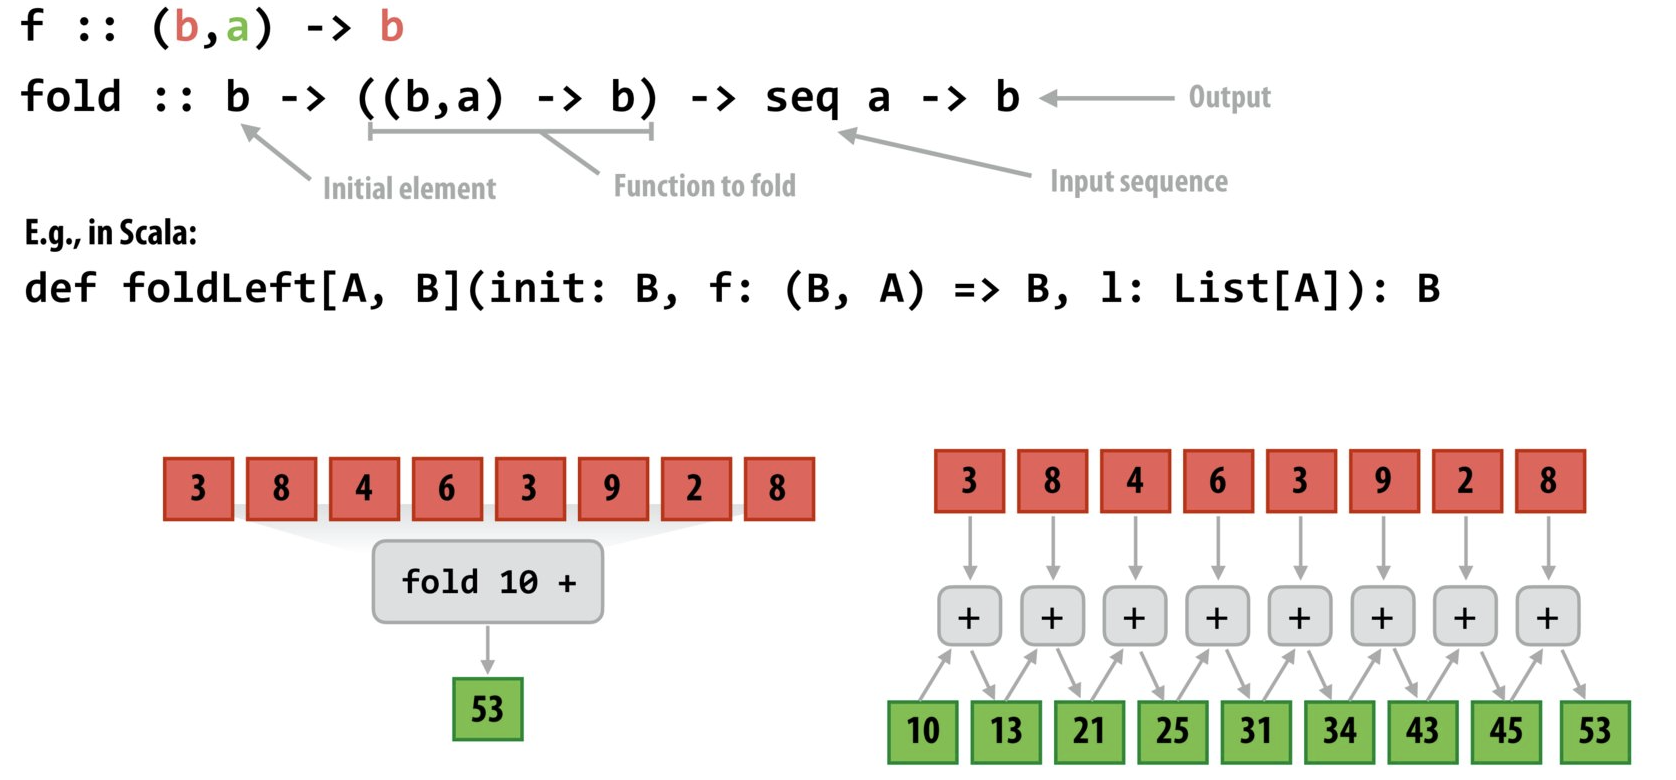 f :: (b,a) -> b
fold :: b -> ((b,a) -> b) -> seq a -> b
Output
Initial element
Function to fold
Input sequence
E.g., in Scala:
def foldLeft[A, B](init: B, f: (B, A) => B, l: List[A]): B
3 8 4 6 3 9 2 8
fold 10 +
53
3 8 4 6 3 9 2 8
+ + + + + + + +
10 13 21 25 31 34 43 45 53